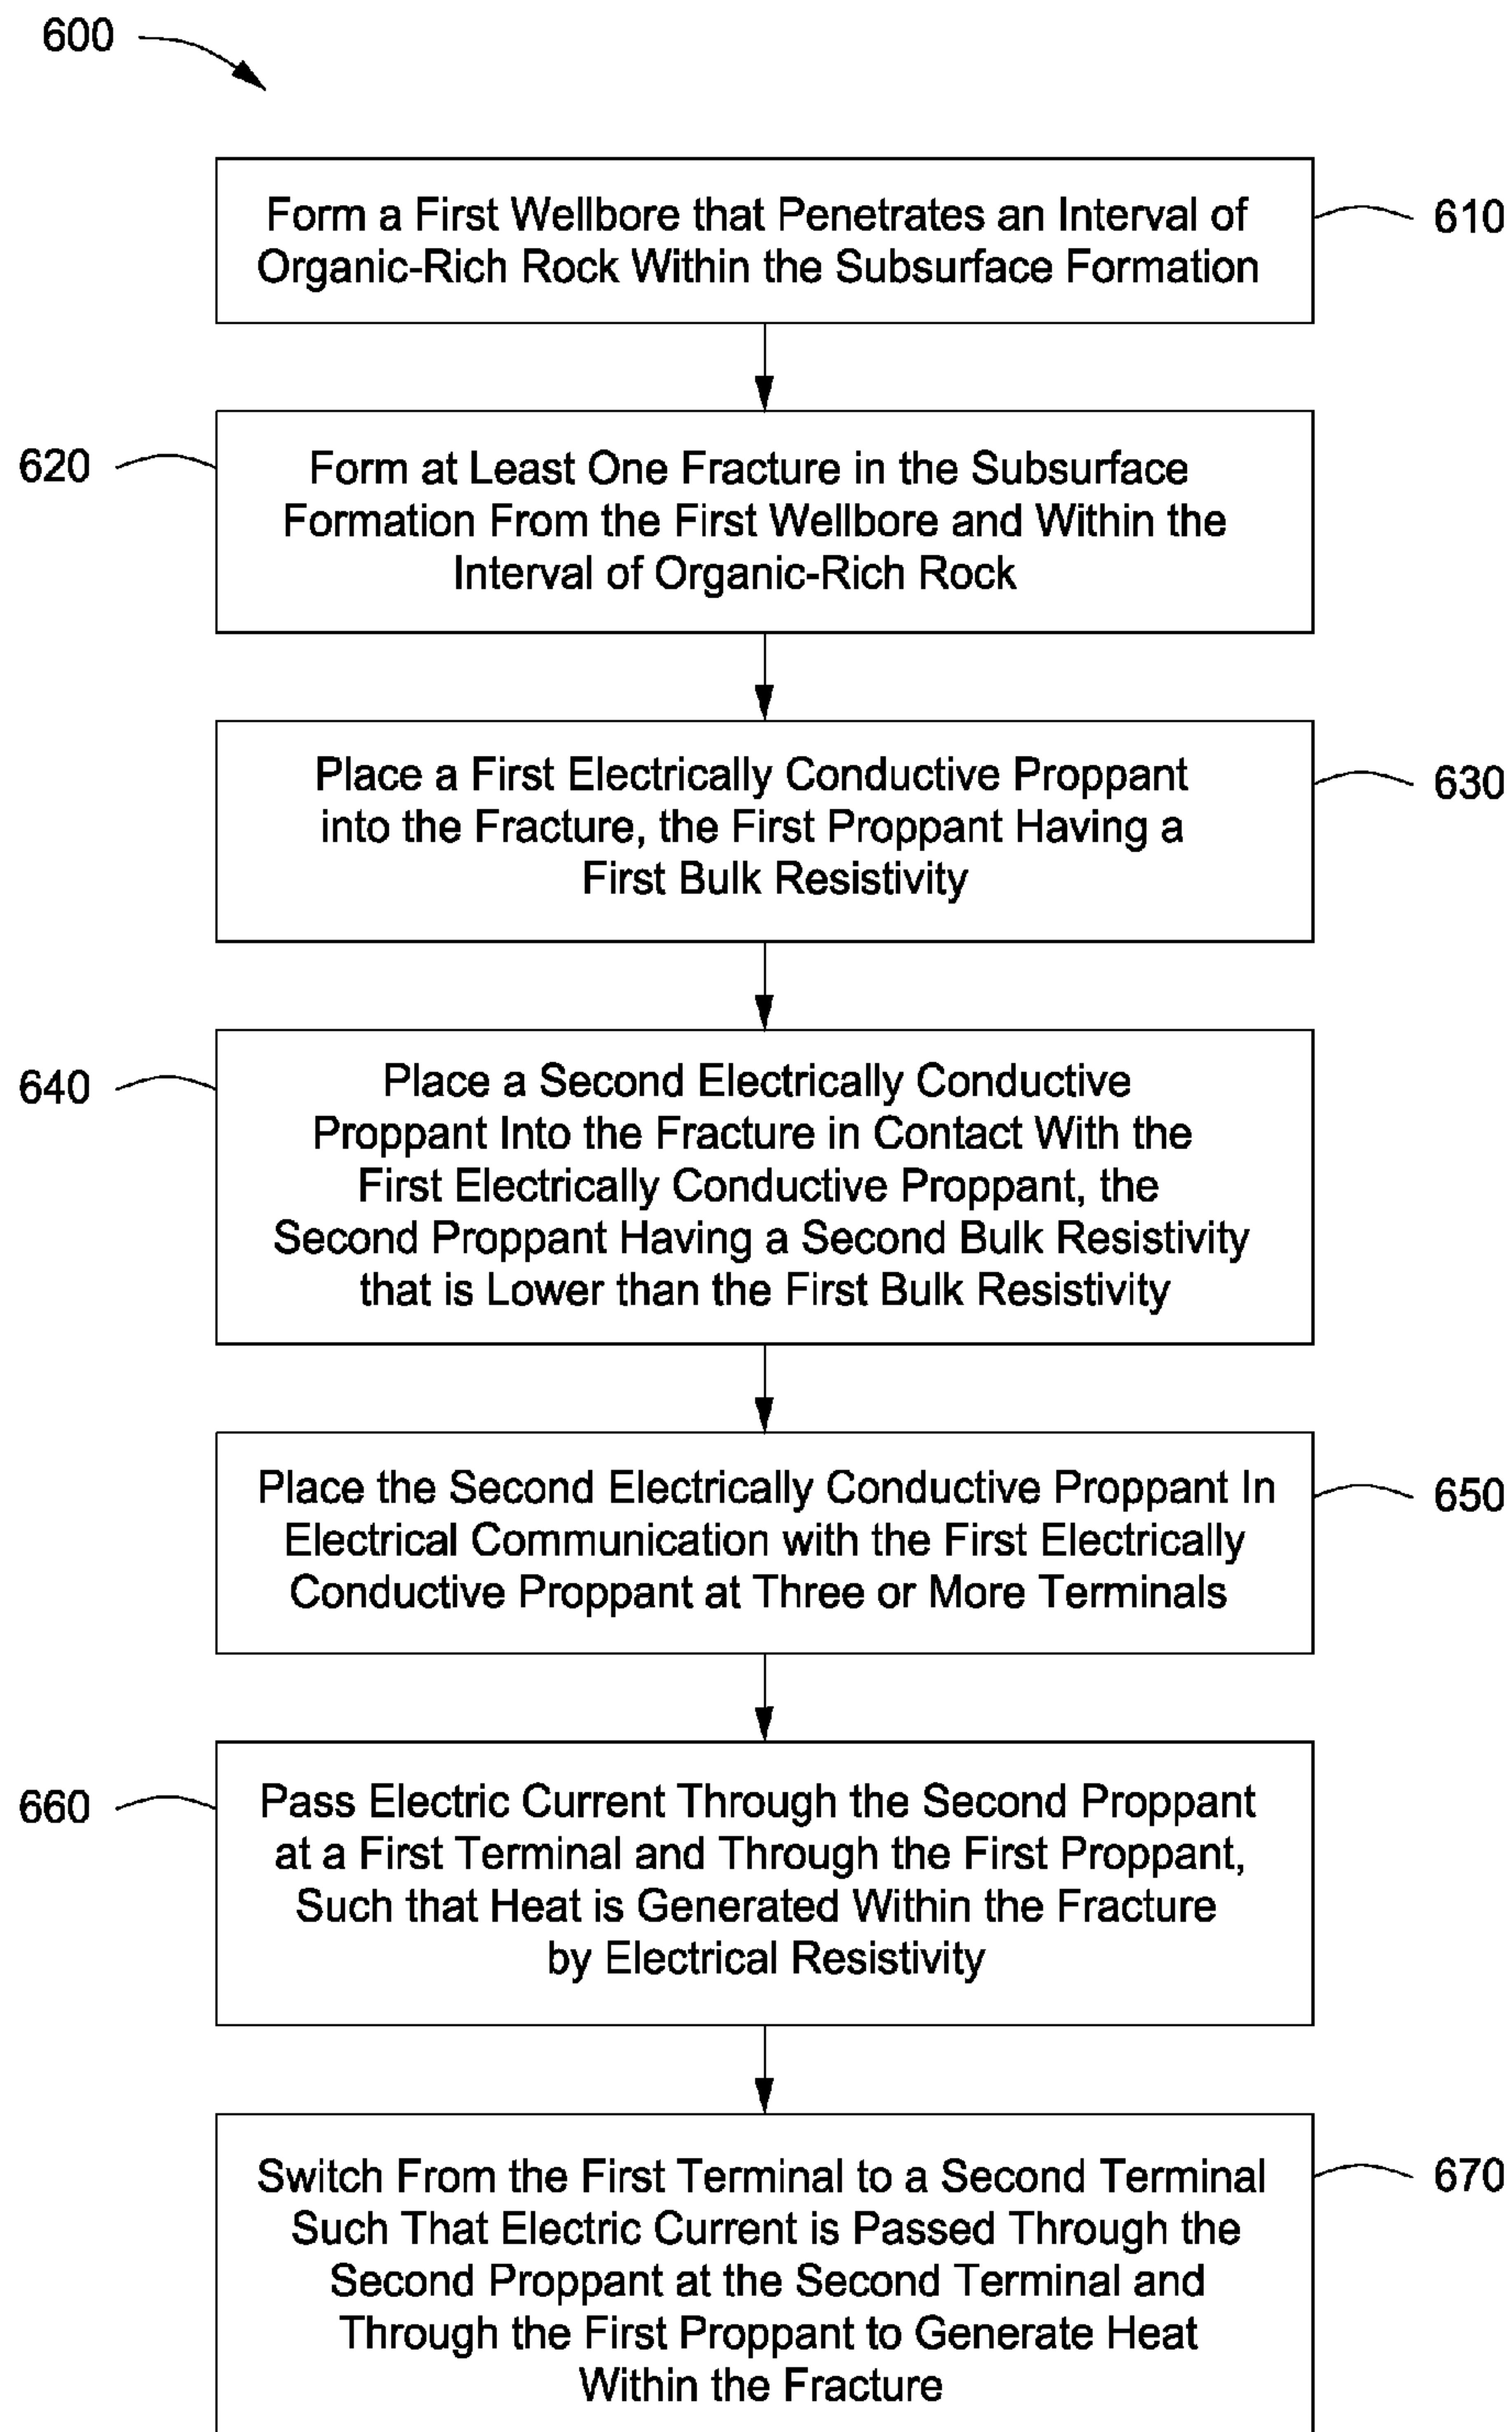 600
Form a First Wellbore that Penetrates an Interval of
Organic-Rich Rock Within the Subsurface Formation
610
620
Form at Least One Fracture in the Subsurface
Formation From the First Wellbore and Within the
Interval of Organic-Rich Rock
Place a First Electrically Conductive Proppant
into the Fracture, the First Proppant Having a
First Bulk Resistivity
630
640
Place a Second Electrically Conductive
Proppant Into the Fracture in Contact With the
First Electrically Conductive Proppant, the
Second Proppant Having a Second Bulk Resistivity
that is Lower than the First Bulk Resistivity
Place the Second Electrically Conductive Proppant In
Electrical Communication with the First Electrically
Conductive Proppant at Three or More Terminals
650
660
Pass Electric Current Through the Second Proppant
at a First Terminal and Through the First Proppant,
Such that Heat is Generated Within the Fracture
by Electrical Resistivity
Switch From the First Terminal to a Second Terminal
Such That Electric Current is Passed Through the
Second Proppant at the Second Terminal and
Through the First Proppant to Generate Heat
Within the Fracture
670